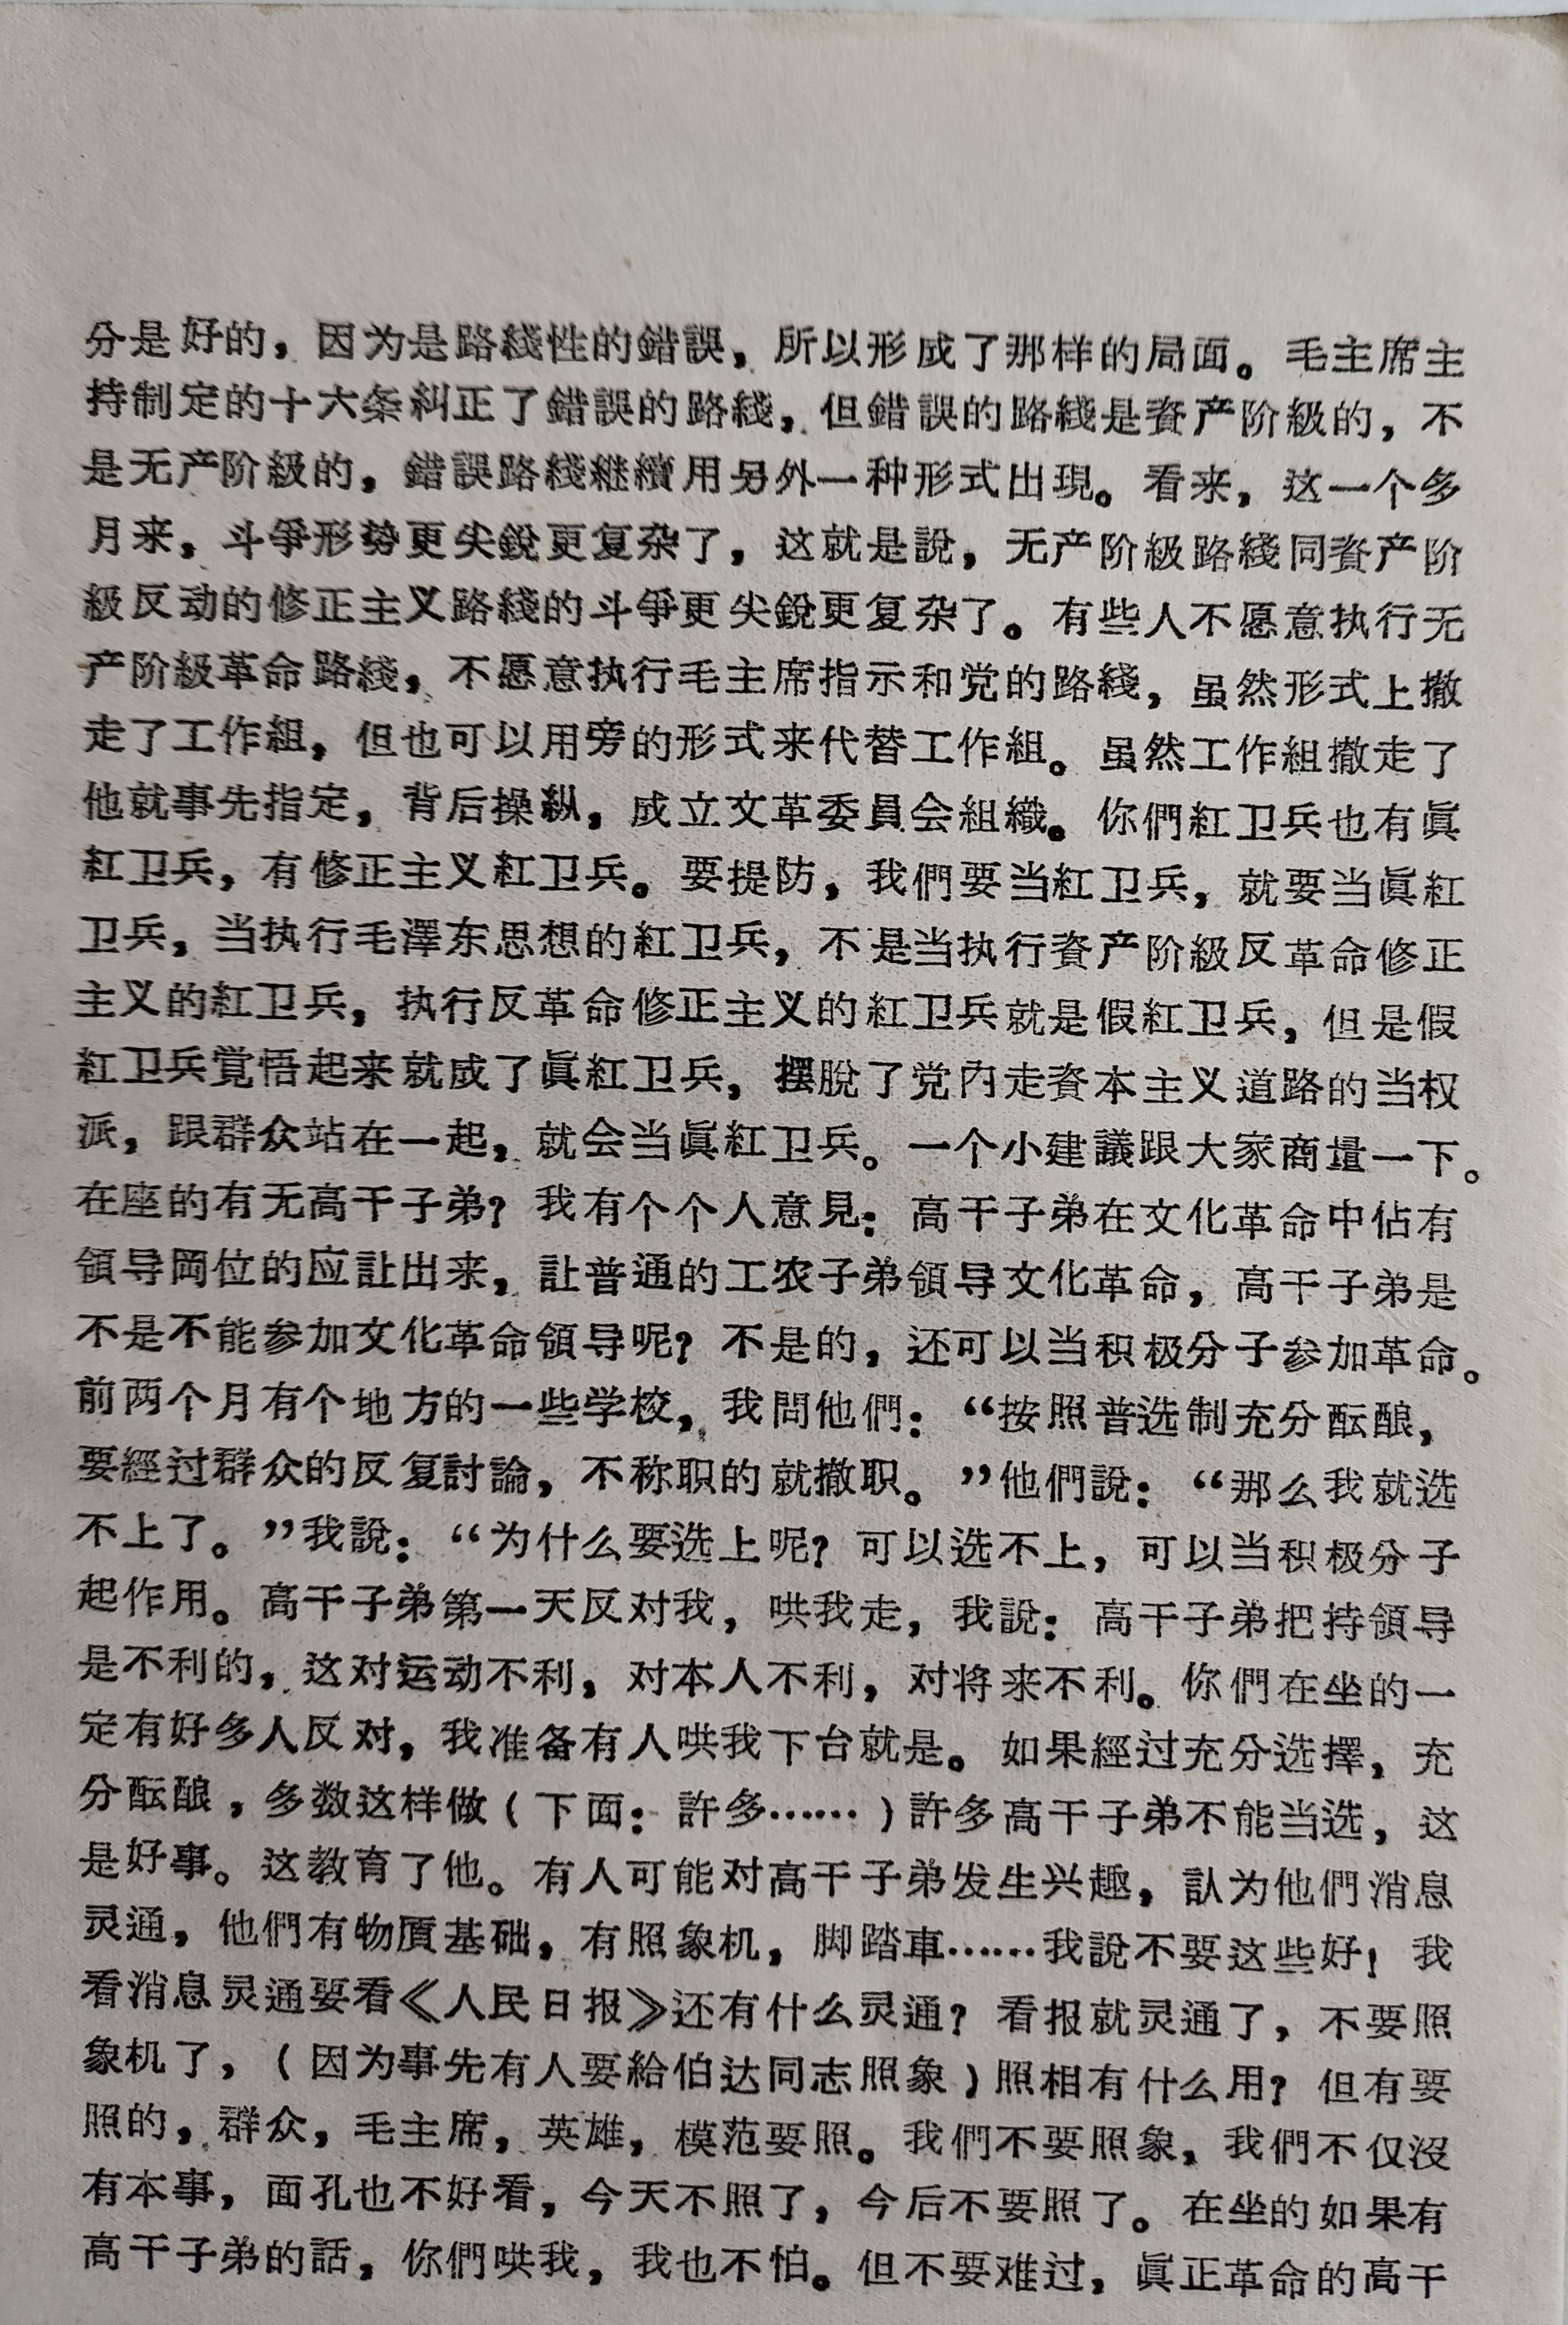 分是好的，因为是路綫性的錯誤，所以形成了那样的局面。毛主席主
持制定的十六条糾正了錯誤的路綫，但錯誤的路綫是資产阶級的，不
是无产阶級的，錯誤路綫継續用另外一种形式出現。看来，这一个多
月来，斗爭形勢更尖銳更复杂了，这就是說，无产阶級路綫同資产阶
級反动的修正主义路綫的斗爭更尖銳更复杂了。有些人不愿意执行无
产阶級革命路綫，不愿意执行毛主席指示和党的路綫，虽然形式上撤
走了工作組，但也可以用旁的形式来代替工作組。虽然工作組撤走了
他就事先指定，背后操縱，成立文革委員会組織。你們紅卫兵也有眞
紅卫兵，有修正主义紅卫兵。要提防，我們要当紅卫兵，就要当眞紅
卫兵，当执行毛澤东思想的紅卫兵，不是当执行資产阶級反革命修正
主义的紅卫兵，执行反革命修正主义的紅卫兵就是假紅卫兵，但是假
紅卫兵覚悟起来就成了眞紅卫兵，摆脫了党內走資本主义道路的当权
派，跟群众站在一起，就会当眞紅卫兵。一个小建議跟大家商量一下。
在座的有无高干子弟？我有个个人意見：高干子弟在文化革命中佔有
領导岡位的应訨出来，訨普通的工农子弟領导文化革命，高干子弟是
不是不能参加文化革命領导呢？不是的，还可以当积极分子参加革命。
前两个月有个地方的一些学校，我問他們：“按照普选制充分酝酿，
要經过群众的反复討論，不称职的就撤职。”他們說：“那么我就选
不上了。”我說：“为什么要选上呢？可以选不上，可以当积极分子
起作用。高干子弟第一天反对我，哄我走，我說：高干子弟把持領导
是不利的，这对运动不利，对本人不利，对将来不利。你們在坐的一
定有好多人反对，我准备有人哄我下台就是。如果經过充分选擇，充
分酝酿，多数这样做（下面：許多……）許多高干子弟不能当选，这
是好事。这教育了他。有人可能对高干子弟发生兴趣，訙为他們消息
灵通，他們有物质基础，有照象机，脚踏車……我說不要这些好！我
看消息灵通要看《人民日报》还有什么灵通？看报就灵通了，不要照
象机了，（因为事先有人要給伯达同志照象）照相有什么用？但有要
照的，群众，毛主席，英雄，模范要照。我們不要照象，我們不仅沒
有本事，面孔也不好看，今天不照了，今后不要照了。在坐的如果有
高干子弟的話，你們哄我，我也不怕。但不要难过，眞正革命的高干